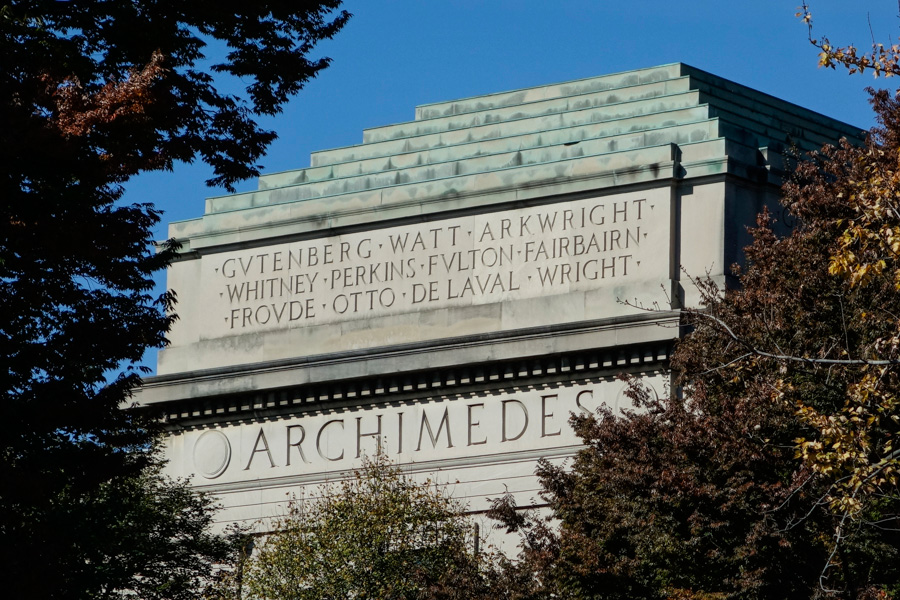 ·GVTENBERG·WATT·ARKWRIGHT·
·WHITNEY·PERKINS·FVLTON·FAIRBAIRN·
·FROVDE·OTTO·DE LAVAL·WRIGHT·
ARCHIMEDES